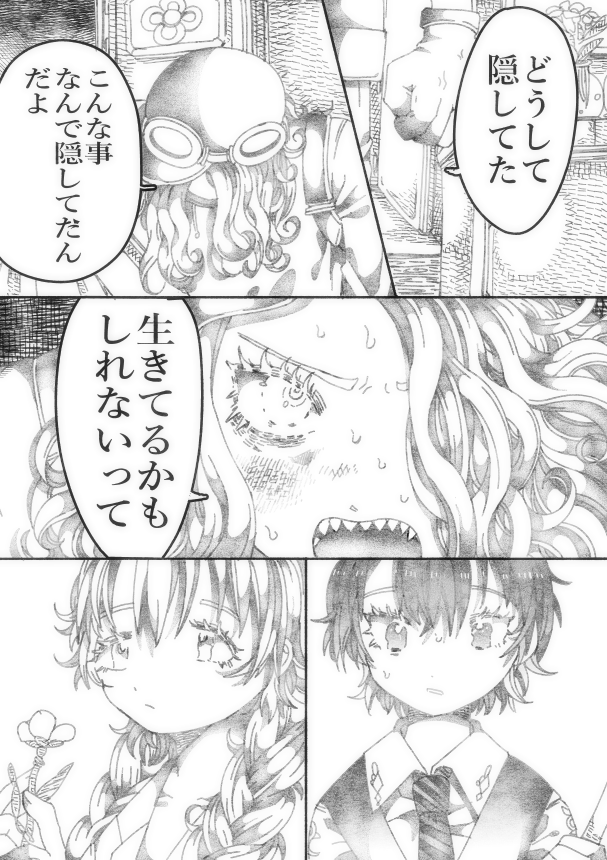 どうして
隠してた
こんな事
なんで隠してたん
だよ
生きてるかも
しれないって